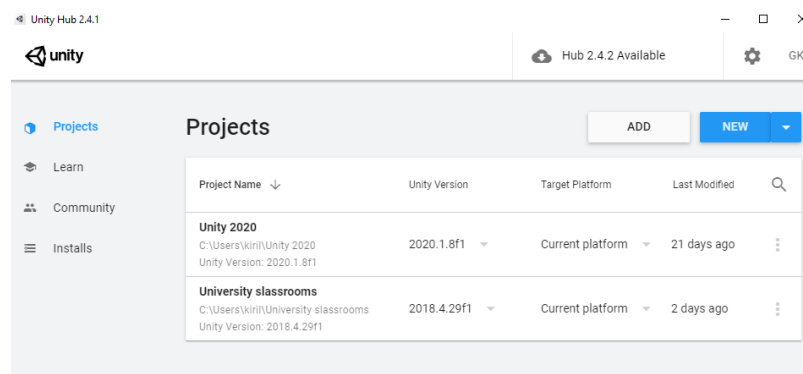 Unity Hub 2.4.1
unity
Hub 2.4.2 Available
GK
Projects
Learn
Community
Installs
Projects
ADD
NEW
Project Name
Unity Version
Target Platform
Last Modified
Unity 2020
C:\Users\kiril\Unity 2020
Unity Version: 2020.1.8f1
2020.1.8f1
Current platform
21 days ago
University slassrooms
C:\Users\kiril\University slassrooms
Unity Version: 2018.4.29f1
2018.4.29f1
Current platform
2 days ago